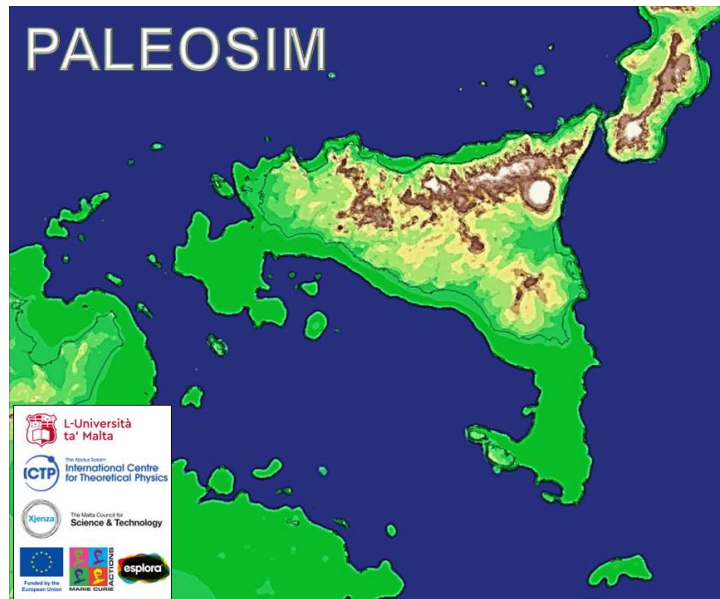 PALEOSIM
L-Università
ta' Malta
ICTP
The Abdus Salam
International Centre
for Theoretical Physics
Xjenza
The Malta Council for
Science & Technology
Funded by the
European Union
MARIE CURIE
ACTIONS
esplora